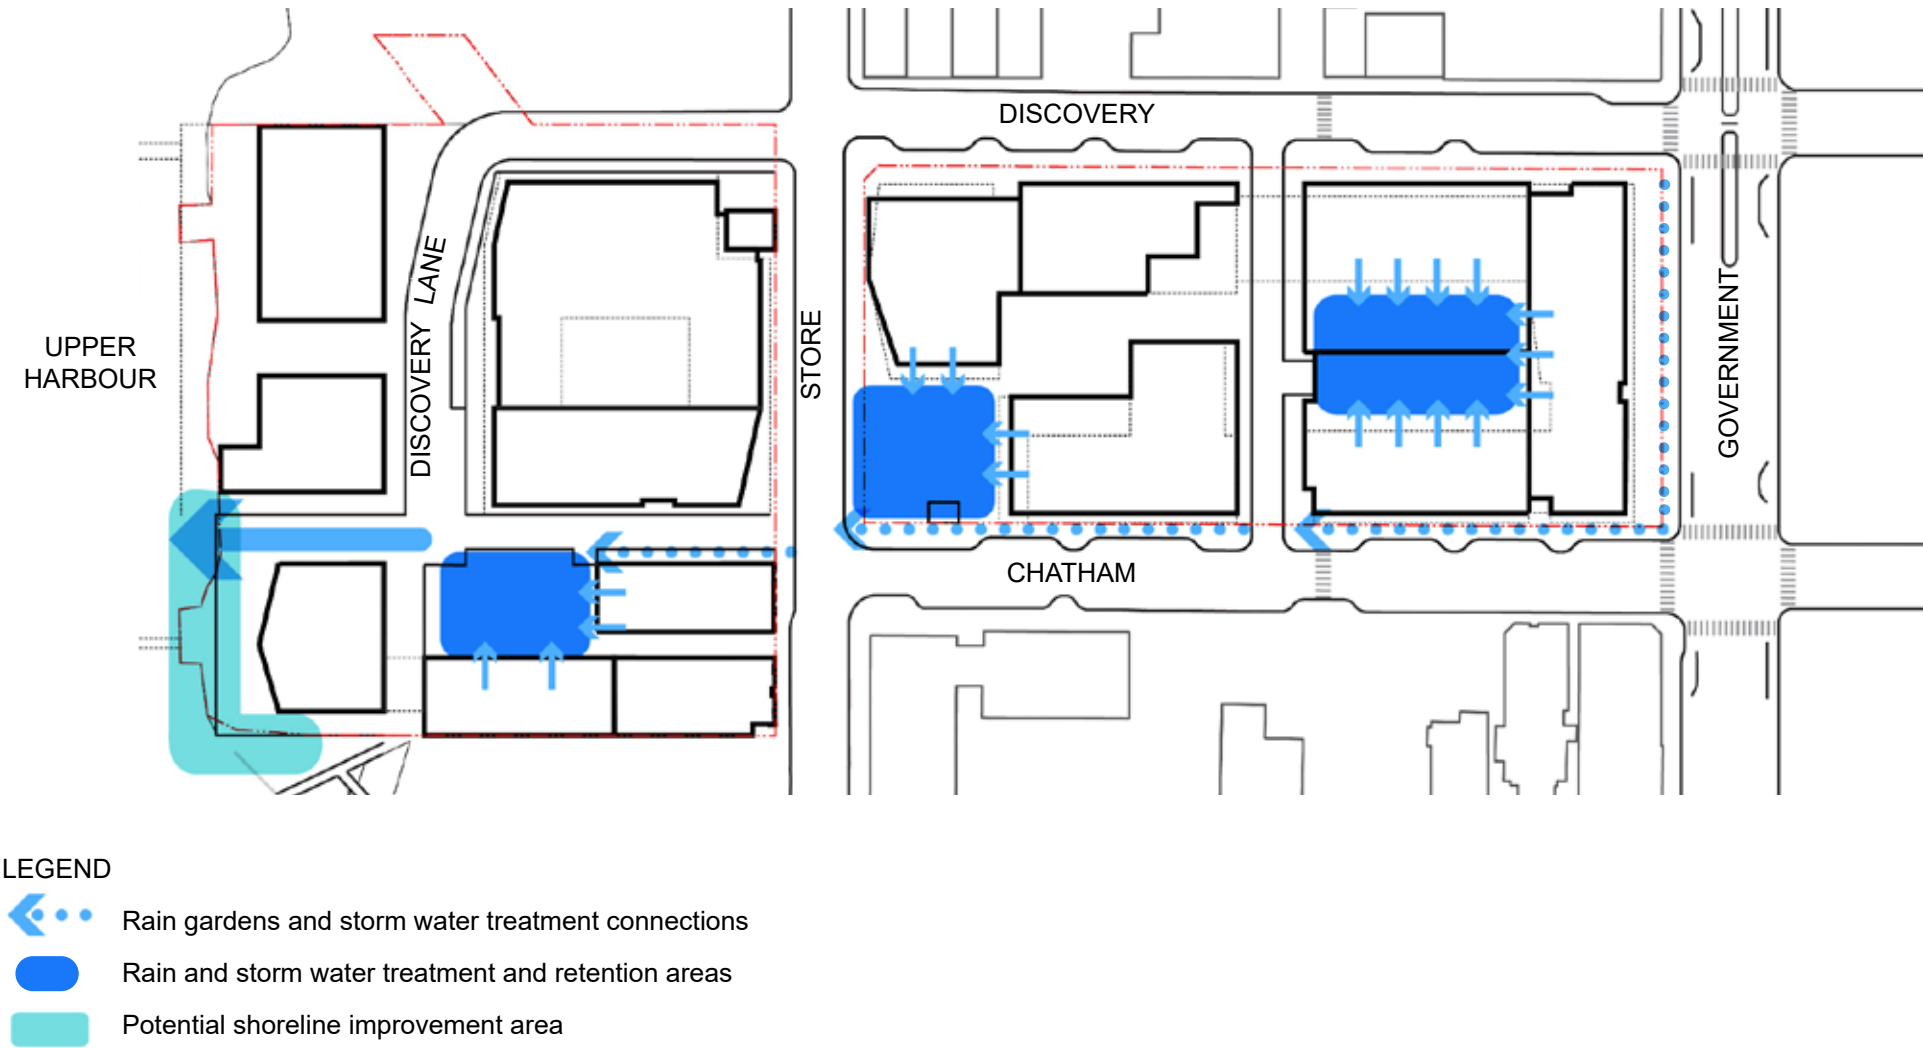 DISCOVERY
DISCOVERY LANE
UPPER
HARBOUR
STORE
GOVERNMENT
CHATHAM
LEGEND
Rain gardens and storm water treatment connections
Rain and storm water treatment and retention areas
Potential shoreline improvement area